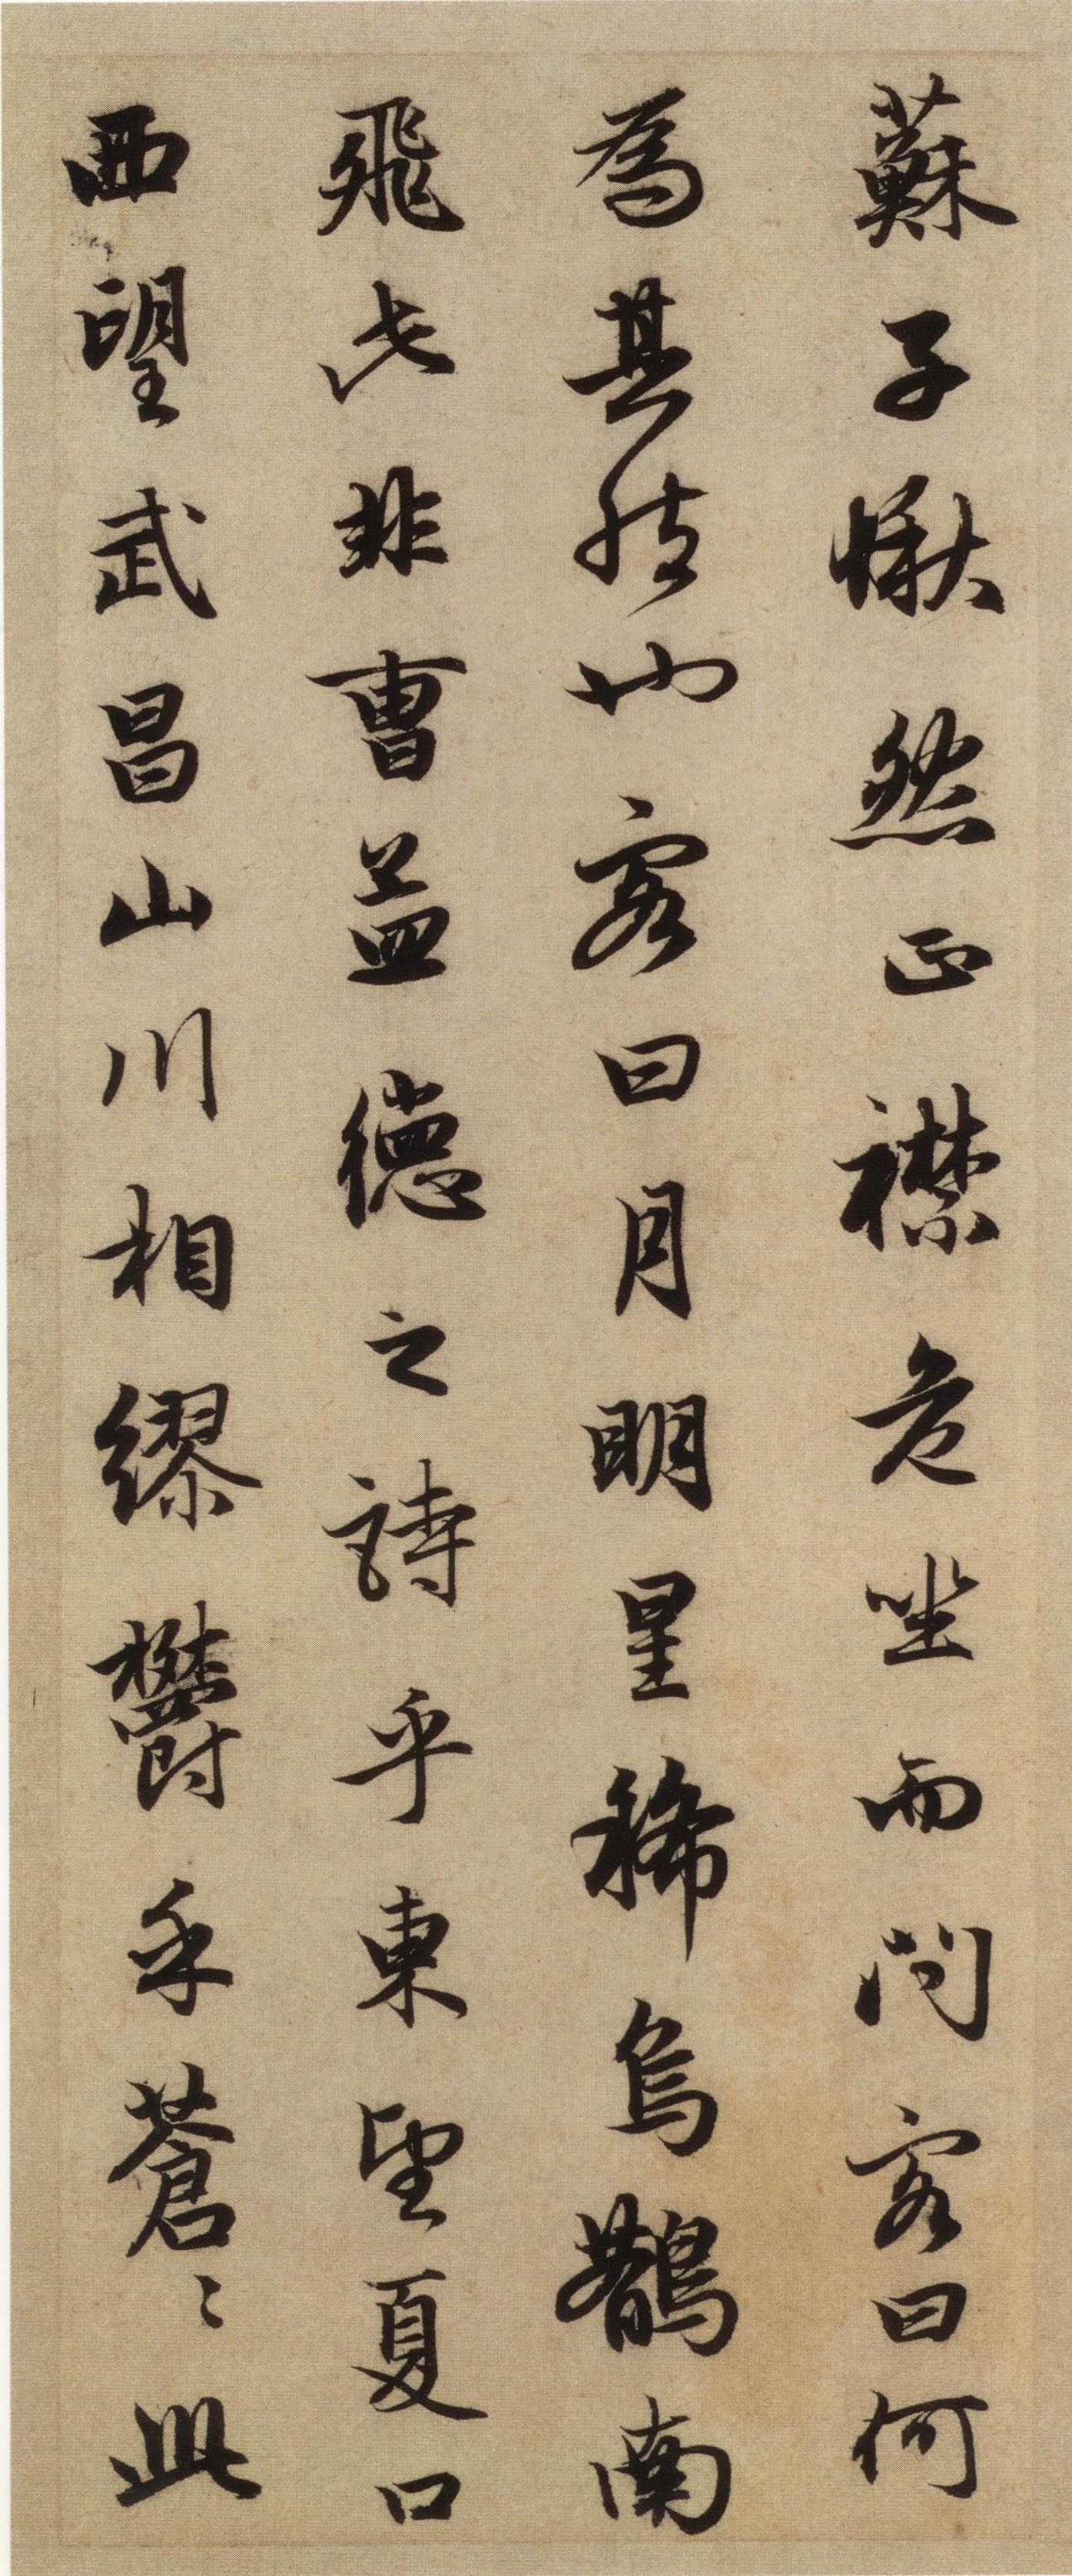 蘇子愀然正襟危坐而問客曰何
為其然也客曰月明星稀烏鵲南
飛此非曹孟德之詩乎東望夏口
西望武昌山川相繆鬱乎蒼〻此